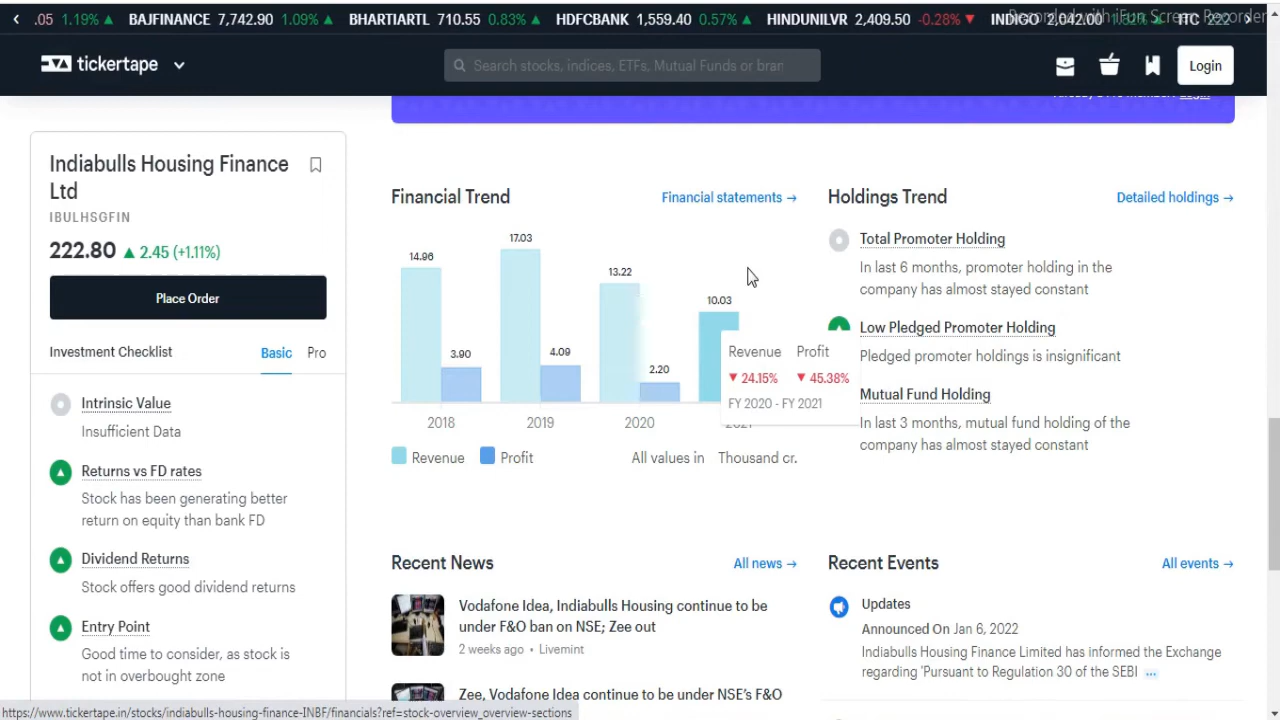 .05 1.19% ▲ BAJFINANCE 7,742.90 1.09% ▲ BHARTIARTL 710.55 0.83% ▲ HDFCBANK 1,559.40 0.57% ▲ HINDUNILVR 2,409.50 -0.28% ▼ INDIGO 2,042.00 ▲ ITC 222
Recorded with iFun Screen Recorder
tickertape
Search stocks, indices, ETFs, Mutual Funds or bran
Login
Indiabulls Housing Finance
Ltd
IBULHSGFIN
222.80 ▲ 2.45 (+1.11%)
Place Order
Investment Checklist Basic Pro
Intrinsic Value
Insufficient Data
Returns vs FD rates
Stock has been generating better
return on equity than bank FD
Dividend Returns
Stock offers good dividend returns
Entry Point
Good time to consider, as stock is
not in overbought zone
Financial Trend Financial statements →
17.03
14.96
13.22
10.03
3.90
4.09
2.20
Revenue Profit
▼ 24.15% ▼ 45.38%
FY 2020 - FY 2021
2018 2019 2020 2021
Revenue Profit All values in Thousand cr.
Holdings Trend Detailed holdings →
Total Promoter Holding
In last 6 months, promoter holding in the
company has almost stayed constant
Low Pledged Promoter Holding
Pledged promoter holdings is insignificant
Mutual Fund Holding
In last 3 months, mutual fund holding of the
company has almost stayed constant
Recent News All news →
Vodafone Idea, Indiabulls Housing continue to be
under F&O ban on NSE; Zee out
2 weeks ago • Livemint
Zee, Vodafone Idea continue to be under NSE's F&O
Recent Events All events →
Updates
Announced On Jan 6, 2022
Indiabulls Housing Finance Limited has informed the Exchange
regarding 'Pursuant to Regulation 30 of the SEBI ...
https://www.tickertape.in/stocks/indiabulls-housing-finance-INBF/financials?ref=stock-overview_overview-sections